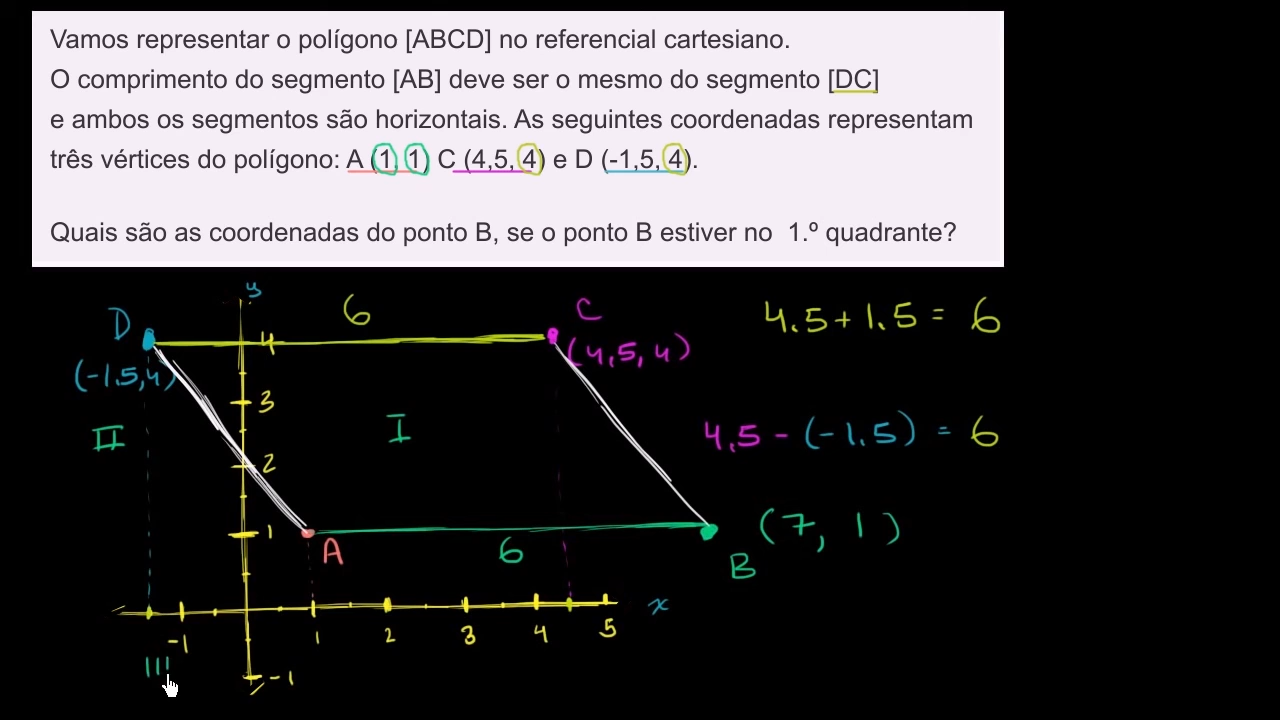 Vamos representar o polígono [ABCD] no referencial cartesiano.
O comprimento do segmento [AB] deve ser o mesmo do segmento [DC]
e ambos os segmentos são horizontais. As seguintes coordenadas representam
três vértices do polígono: A (1, 1) C (4,5, 4) e D (-1,5, 4).
Quais são as coordenadas do ponto B, se o ponto B estiver no 1.º quadrante?
y
D
6
C
4.5 + 1.5 = 6
4
(4,5, 4)
(-1.5,4)
3
II
I
4,5 - (-1.5) = 6
2
1
A
6
B
(7, 1)
x
-1
1
2
3
4
5
III
-1